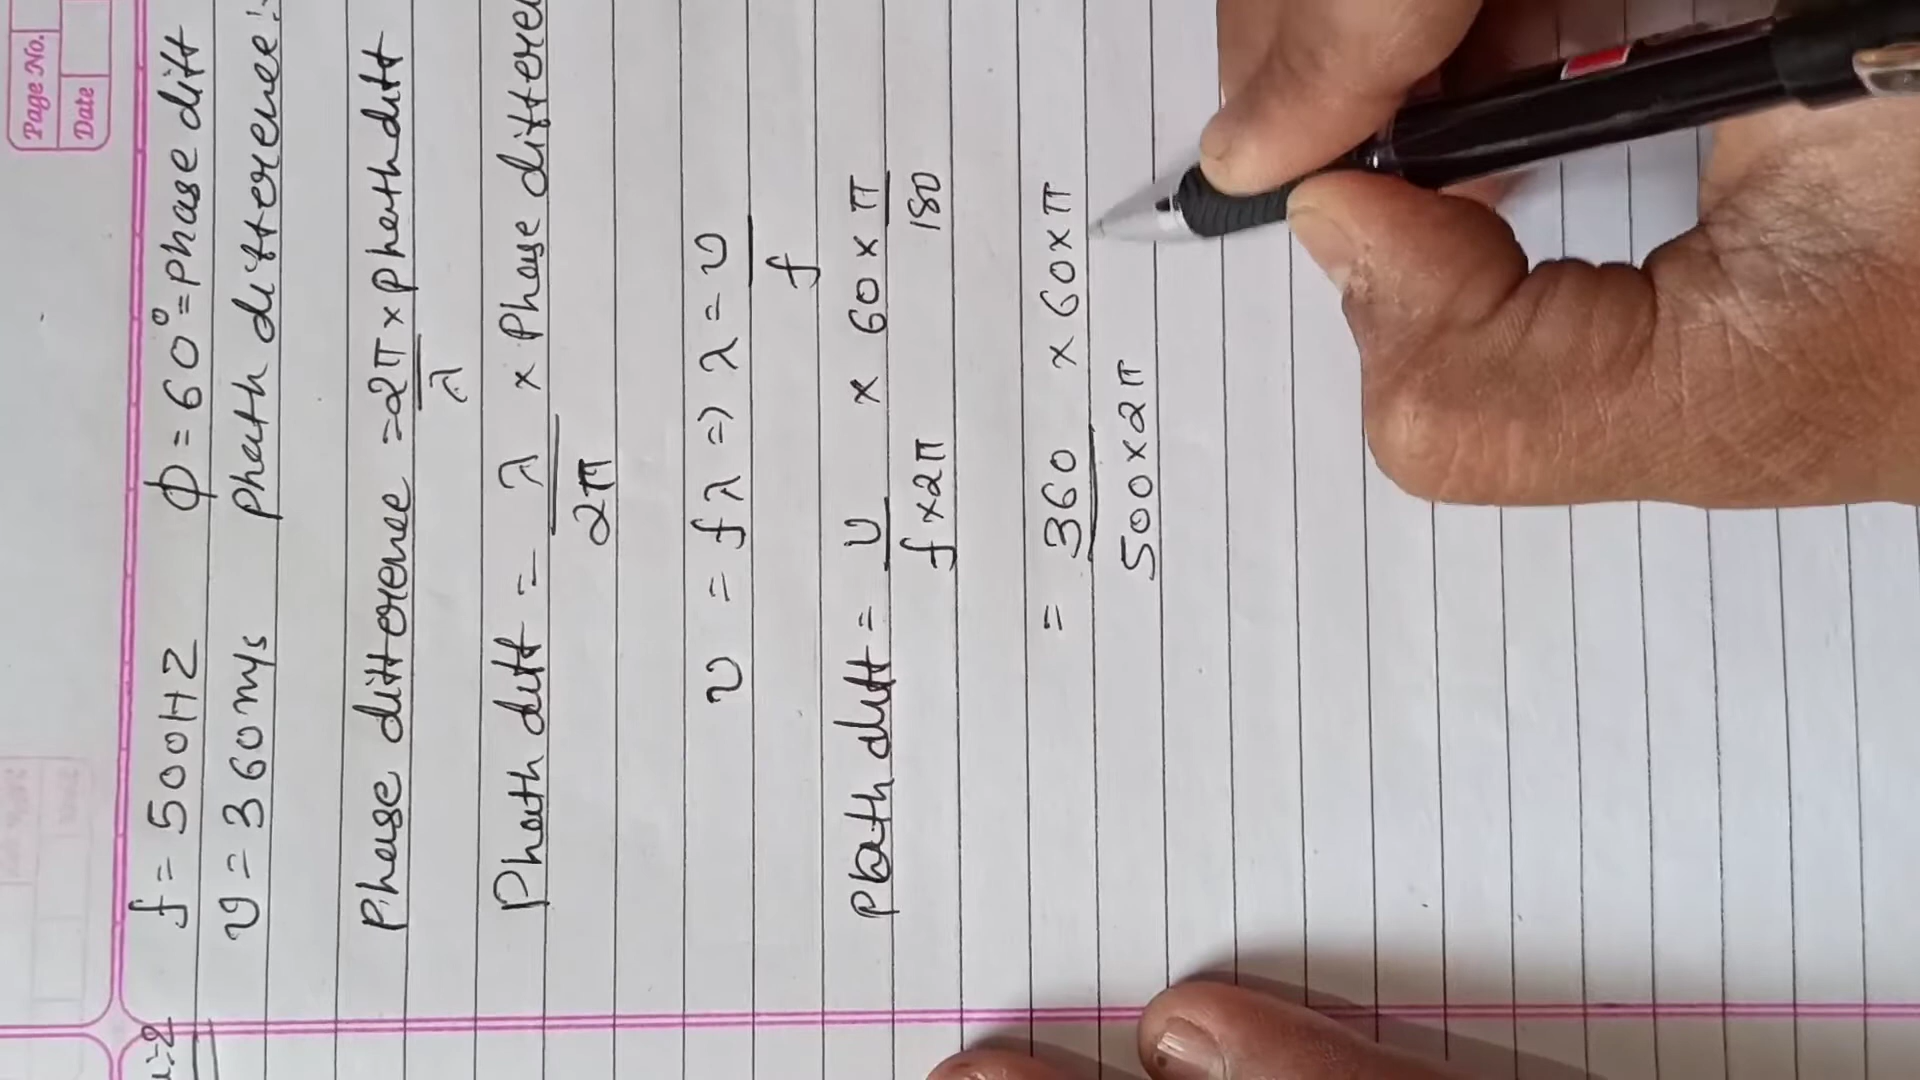 Page No.
Date
f = 500HZ ϕ = 60° = phase diff
v = 360m/s phath difference :-
Phase difference = 2π × phath diff
λ
Phath diff = λ × Phase differe
2π
v = fλ => λ = v
f
Path diff = v × 60 × π
f × 2π 180
= 360 × 60 × π
500 × 2π